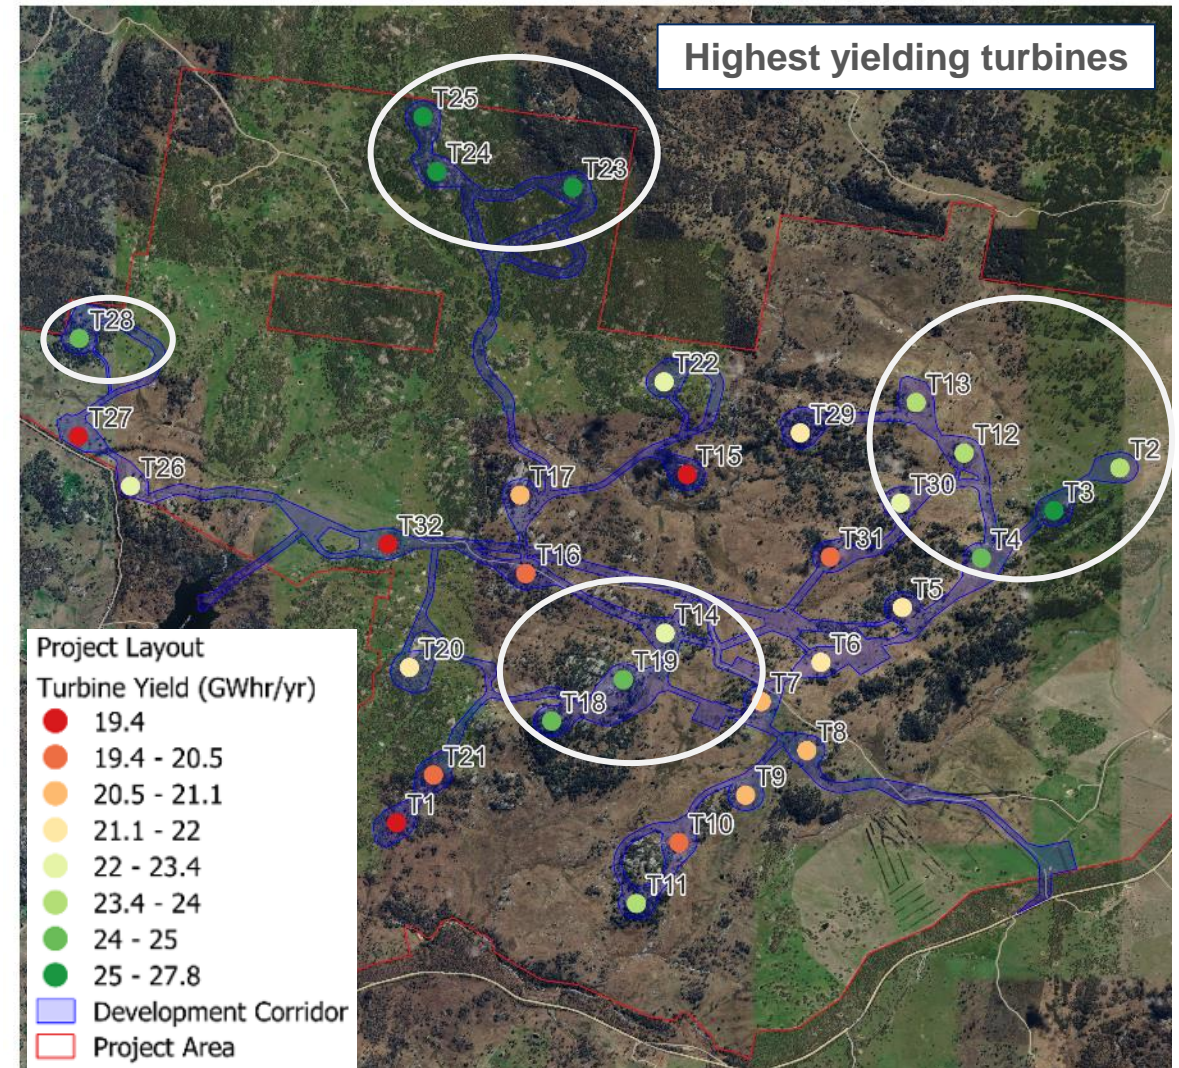 Highest yielding turbines
T25
T24
T23
T28
T22
T13
T27
T29
T12
T2
T26
T17
T15
T30
T3
T32
T16
T31
T4
T5
T14
T20
T19
T6
T18
T7
T21
T8
T1
T9
T10
T11
Project Layout
Turbine Yield (GWhr/yr)
19.4
19.4 - 20.5
20.5 - 21.1
21.1 - 22
22 - 23.4
23.4 - 24
24 - 25
25 - 27.8
Development Corridor
Project Area